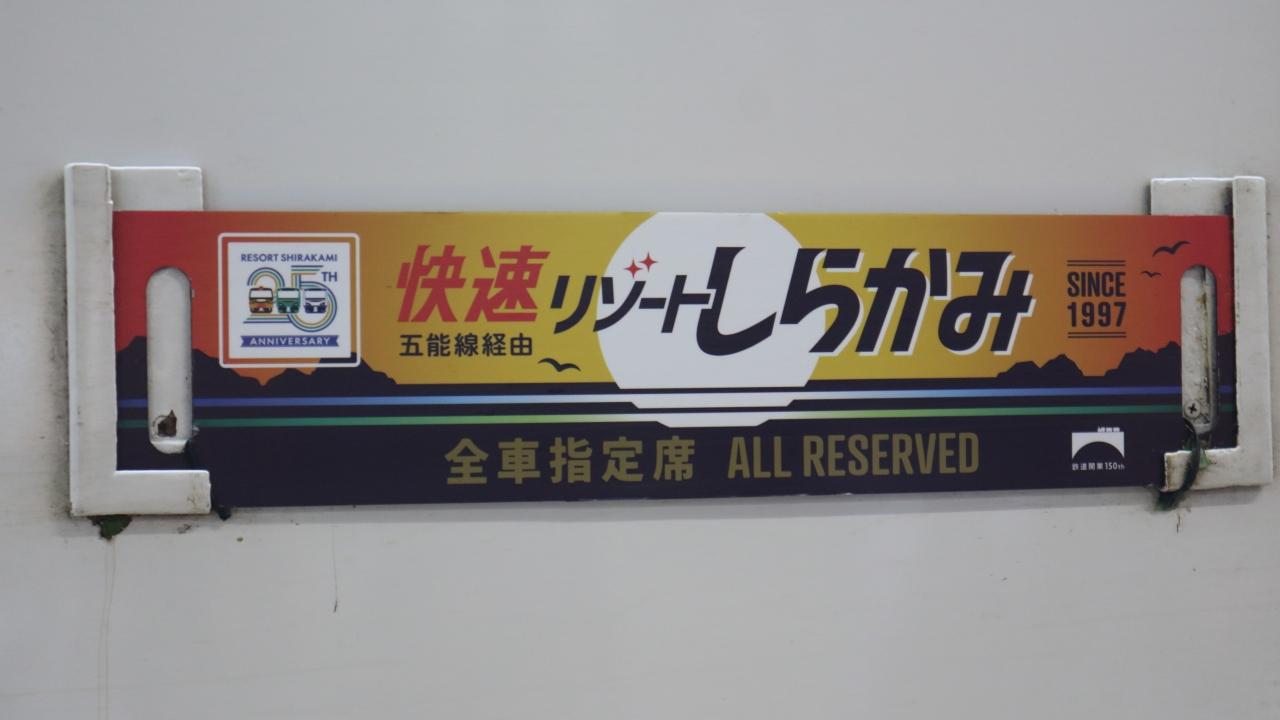 RESORT SHIRAKAMI
25TH
ANNIVERSARY
快速 リゾートしらかみ
五能線経由
SINCE
1997
全車指定席 ALL RESERVED
鉄道開業150th